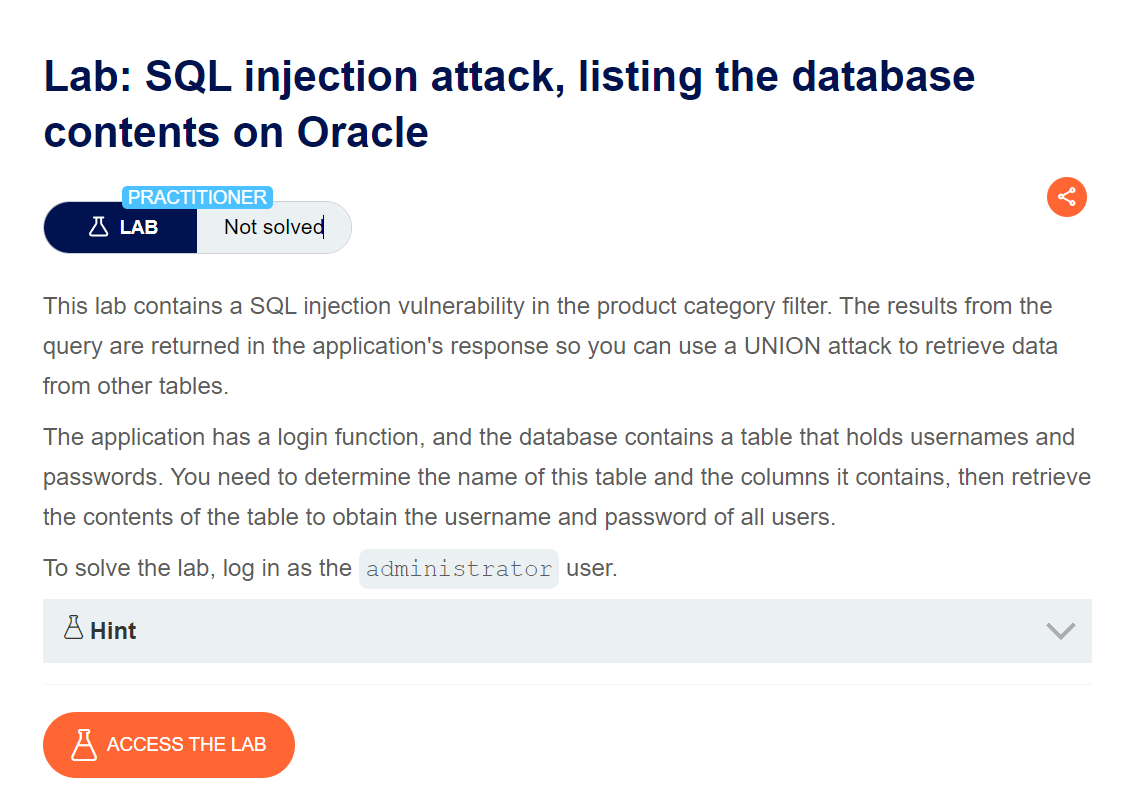 Lab: SQL injection attack, listing the database
contents on Oracle
PRACTITIONER
LAB
Not solved
This lab contains a SQL injection vulnerability in the product category filter. The results from the
query are returned in the application's response so you can use a UNION attack to retrieve data
from other tables.
The application has a login function, and the database contains a table that holds usernames and
passwords. You need to determine the name of this table and the columns it contains, then retrieve
the contents of the table to obtain the username and password of all users.
To solve the lab, log in as the administrator user.
Hint
ACCESS THE LAB